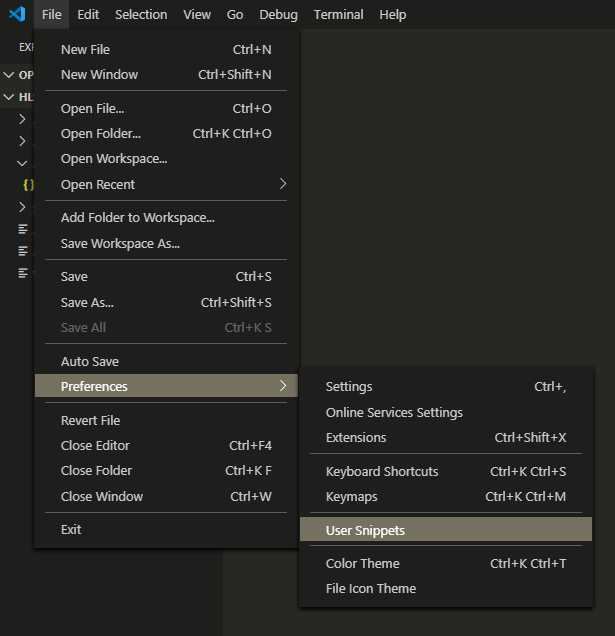 File Edit Selection View Go Debug Terminal Help
EX
OP
HL
New File Ctrl+N
New Window Ctrl+Shift+N
Open File... Ctrl+O
Open Folder... Ctrl+K Ctrl+O
Open Workspace...
Open Recent
{}
Add Folder to Workspace...
Save Workspace As...
Save Ctrl+S
Save As... Ctrl+Shift+S
Save All Ctrl+K S
Auto Save
Preferences
Revert File
Close Editor Ctrl+F4
Close Folder Ctrl+K F
Close Window Ctrl+W
Exit
Settings Ctrl+,
Online Services Settings
Extensions Ctrl+Shift+X
Keyboard Shortcuts Ctrl+K Ctrl+S
Keymaps Ctrl+K Ctrl+M
User Snippets
Color Theme Ctrl+K Ctrl+T
File Icon Theme